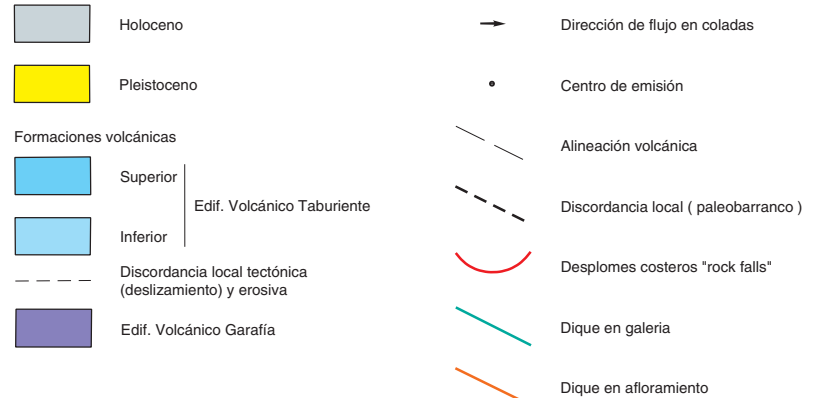 Holoceno
Pleistoceno
Formaciones volcánicas
Superior
Edif. Volcánico Taburiente
Inferior
Discordancia local tectónica
(deslizamiento) y erosiva
Edif. Volcánico Garafía
Dirección de flujo en coladas
Centro de emisión
Alineación volcánica
Discordancia local ( paleobarranco )
Desplomes costeros "rock falls"
Dique en galeria
Dique en afloramiento